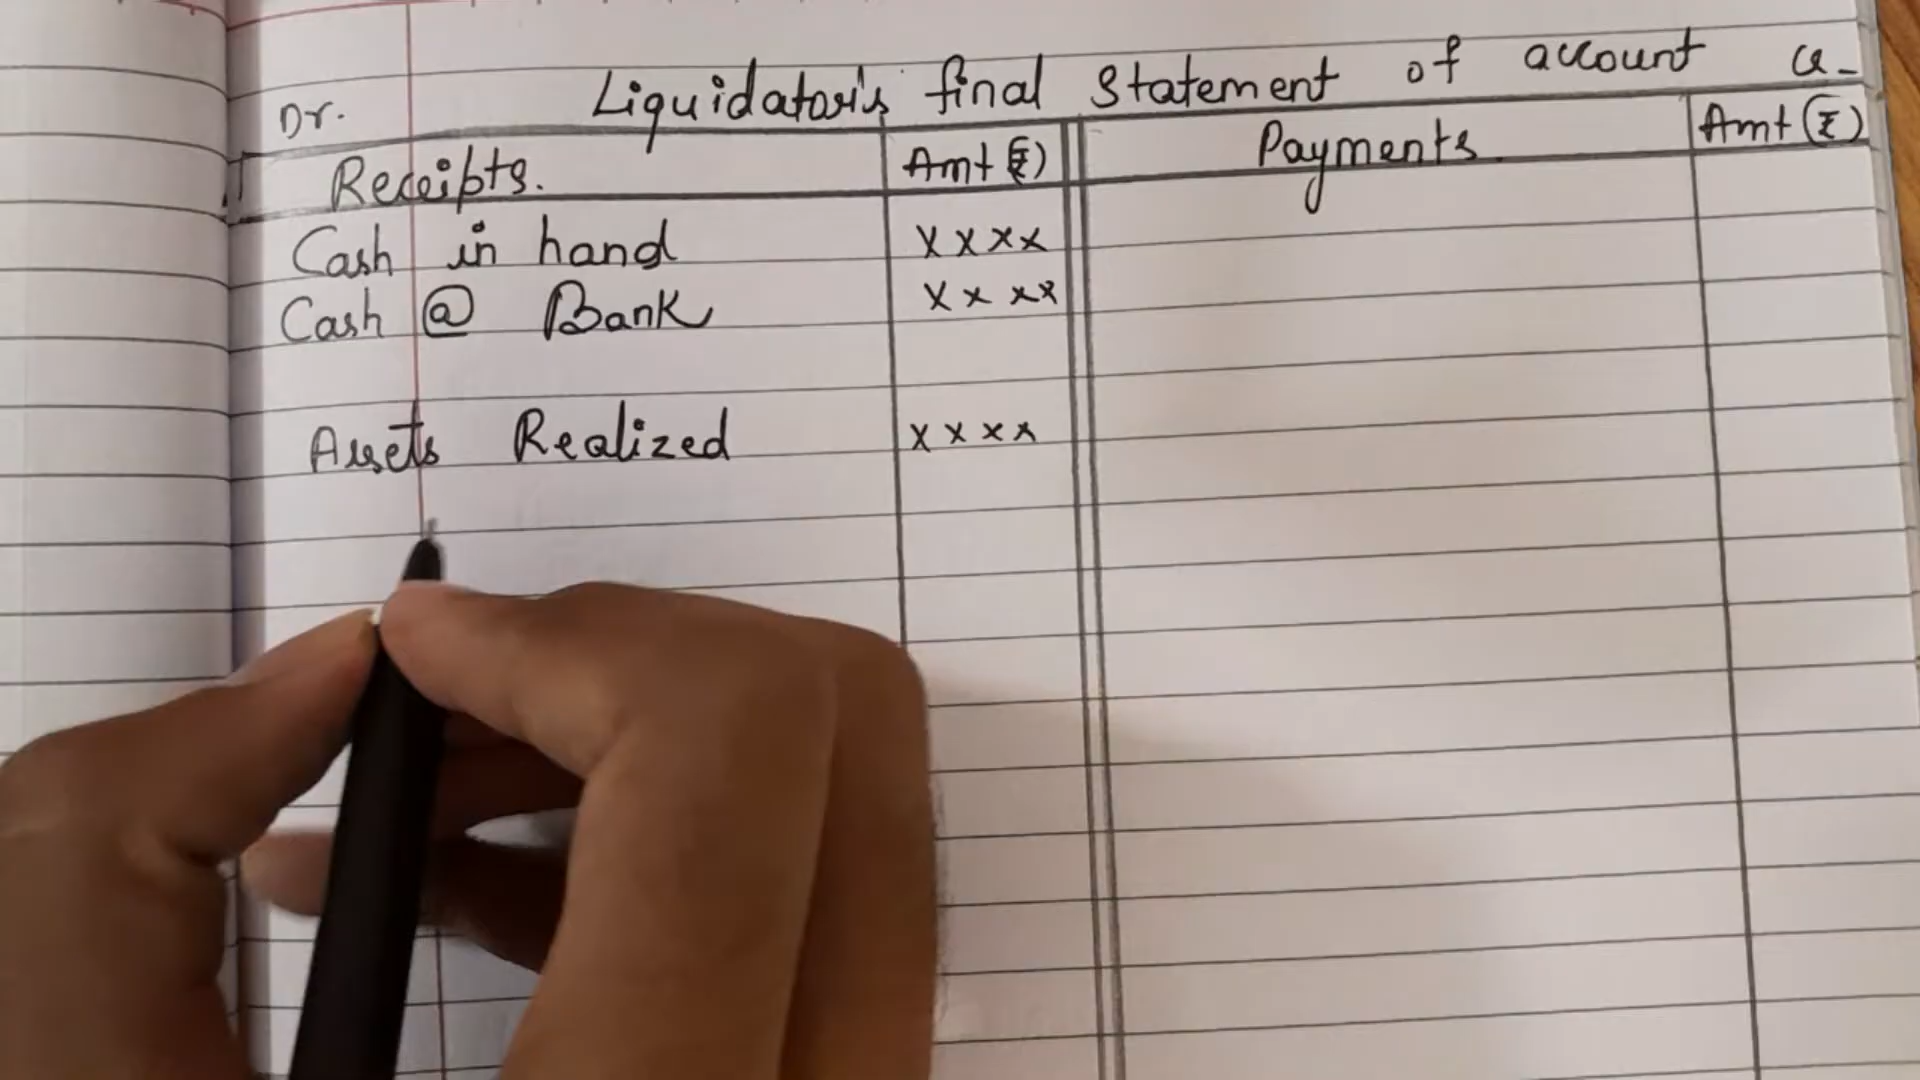 Dr. Liquidator's final Statement of account Cr
Receipts. Amt (₹) Payments. Amt (₹)
Cash in hand xxxx
Cash @ Bank xxxx
Assets Realized xxxx